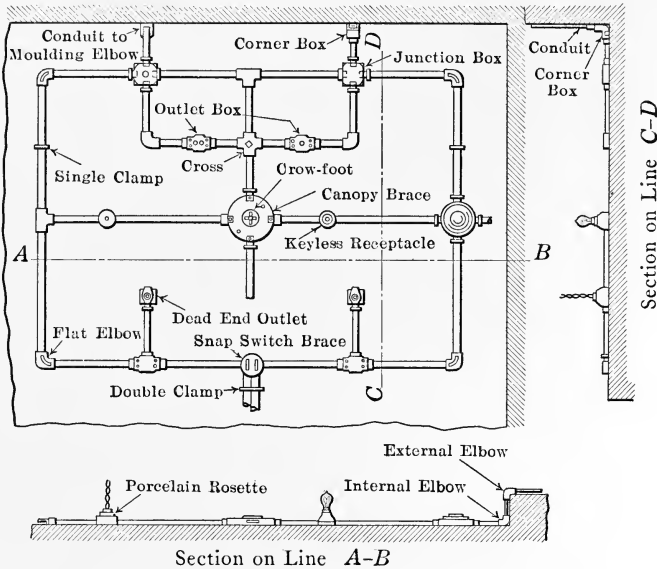 Conduit to
Moulding Elbow
Corner Box
D
Junction Box
Outlet Box
Cross
Single Clamp
Crow-foot
Canopy Brace
Keyless Receptacle
A
B
Dead End Outlet
Flat Elbow
Snap Switch Brace
Double Clamp
C
Conduit
Corner
Box
Section on Line C-D
External Elbow
Porcelain Rosette
Internal Elbow
Section on Line A-B